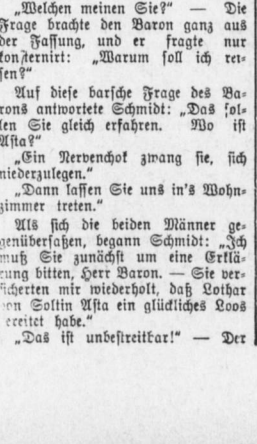 „Welchen meinen Sie?“ — Die
Frage brachte den Baron ganz aus
der Fassung, und er fragte nur
konsternirt: „Warum soll ich rei-
sen?“
Auf diese barsche Frage des Ba-
rons antwortete Schmidt: „Das sol-
len Sie gleich erfahren. Wo ist
Asta?“
„Ein Nervenchok zwang sie, sich
niederzulegen.“
„Dann lassen Sie uns in's Wohn-
zimmer treten.“
Als sich die beiden Männer ge-
genübersaßen, begann Schmidt: „Ich
muß Sie zunächst um eine Erklä-
rung bitten, Herr Baron. — Sie ver-
sicherten mir wiederholt, daß Lothar
von Soltin Asta ein glückliches Loos
ereitet habe.“
„Das ist unbestreitbar!“ — Der